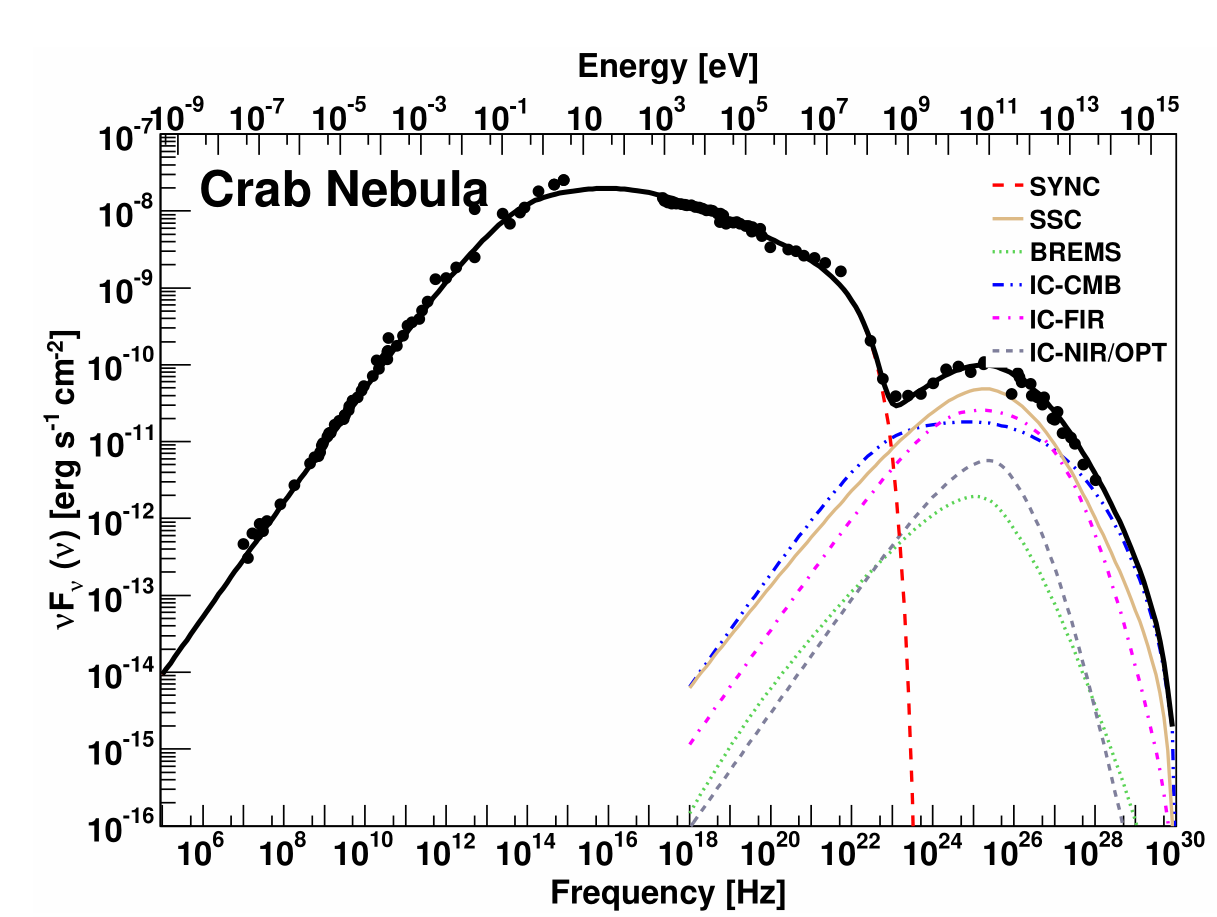 Energy [eV]
10^-9 10^-7 10^-5 10^-3 10^-1 10 10^3 10^5 10^7 10^9 10^11 10^13 10^15
10^-7
Crab Nebula
SYNC
SSC
BREMS
IC-CMB
IC-FIR
IC-NIR/OPT
10^-8
10^-9
10^-10
10^-11
10^-12
10^-13
10^-14
10^-15
10^-16
νF_ν (ν) [erg s^-1 cm^-2]
10^6 10^8 10^10 10^12 10^14 10^16 10^18 10^20 10^22 10^24 10^26 10^28 10^30
Frequency [Hz]